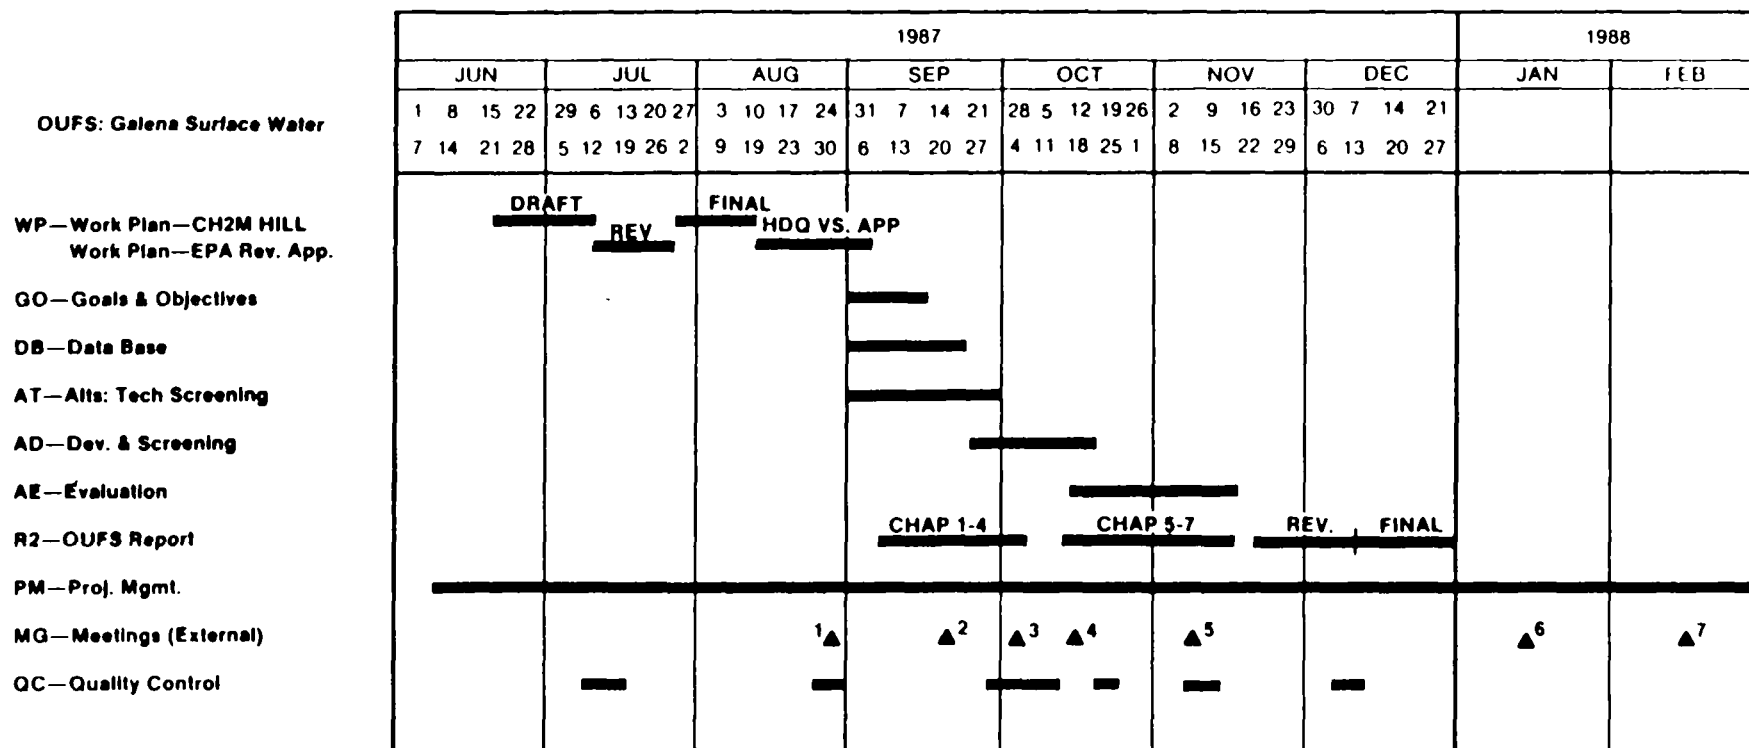 1987 1988
JUN JUL AUG SEP OCT NOV DEC JAN FEB
OUFS: Galena Surface Water
1 8 15 22 29 6 13 20 27 3 10 17 24 31 7 14 21 28 5 12 19 26 2 9 16 23 30 7 14 21
7 14 21 28 5 12 19 26 2 9 19 23 30 6 13 20 27 4 11 18 25 1 8 15 22 29 6 13 20 27
DRAFT FINAL
WP—Work Plan—CH2M HILL REV HDQ VS. APP
Work Plan—EPA Rev. App.
GO—Goals & Objectives
DB—Data Base
AT—Alts: Tech Screening
AD—Dev. & Screening
AE—Evaluation
CHAP 1-4 CHAP 5-7 REV. FINAL
R2—OUFS Report
PM—Proj. Mgmt.
MG—Meetings (External) 1 2 3 4 5 6 7
QC—Quality Control